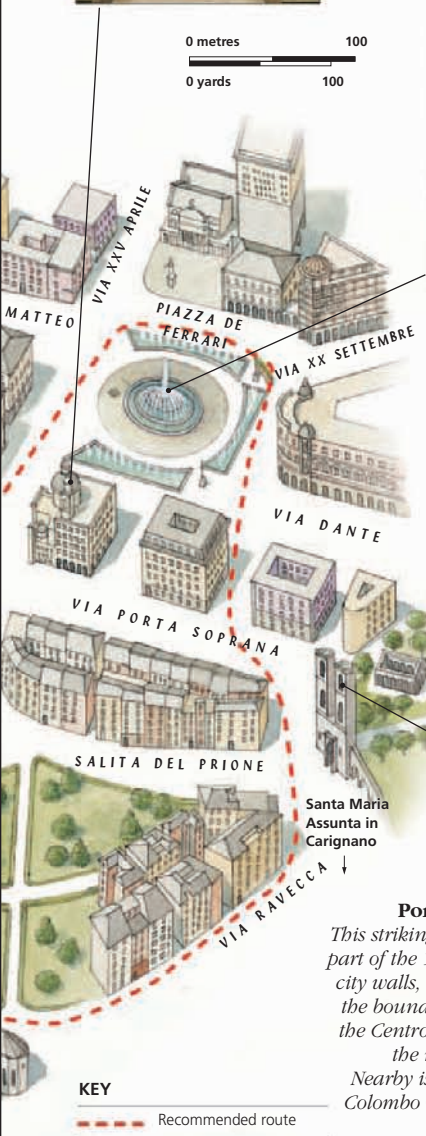 0 metres 100
0 yards 100
VIA XXV APRILE
MATTEO
PIAZZA DE
FERRARI
VIA XX SETTEMBRE
VIA DANTE
VIA PORTA SOPRANA
SALITA DEL PRIONE
Santa Maria
Assunta in
Carignano
VIA RAVECCA
This striking
part of the
city walls,
the bound
the Centro
the
Nearby is
Colombo
KEY
Recommended route